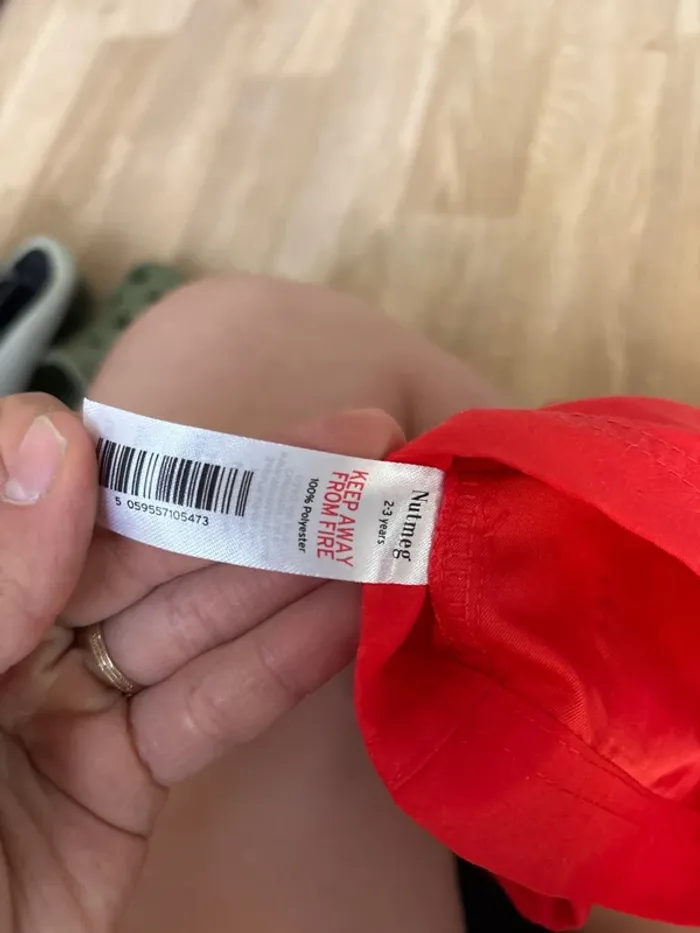 Nutmeg
2-3 years
KEEP AWAY
FROM FIRE
100% Polyester
5 059557105473